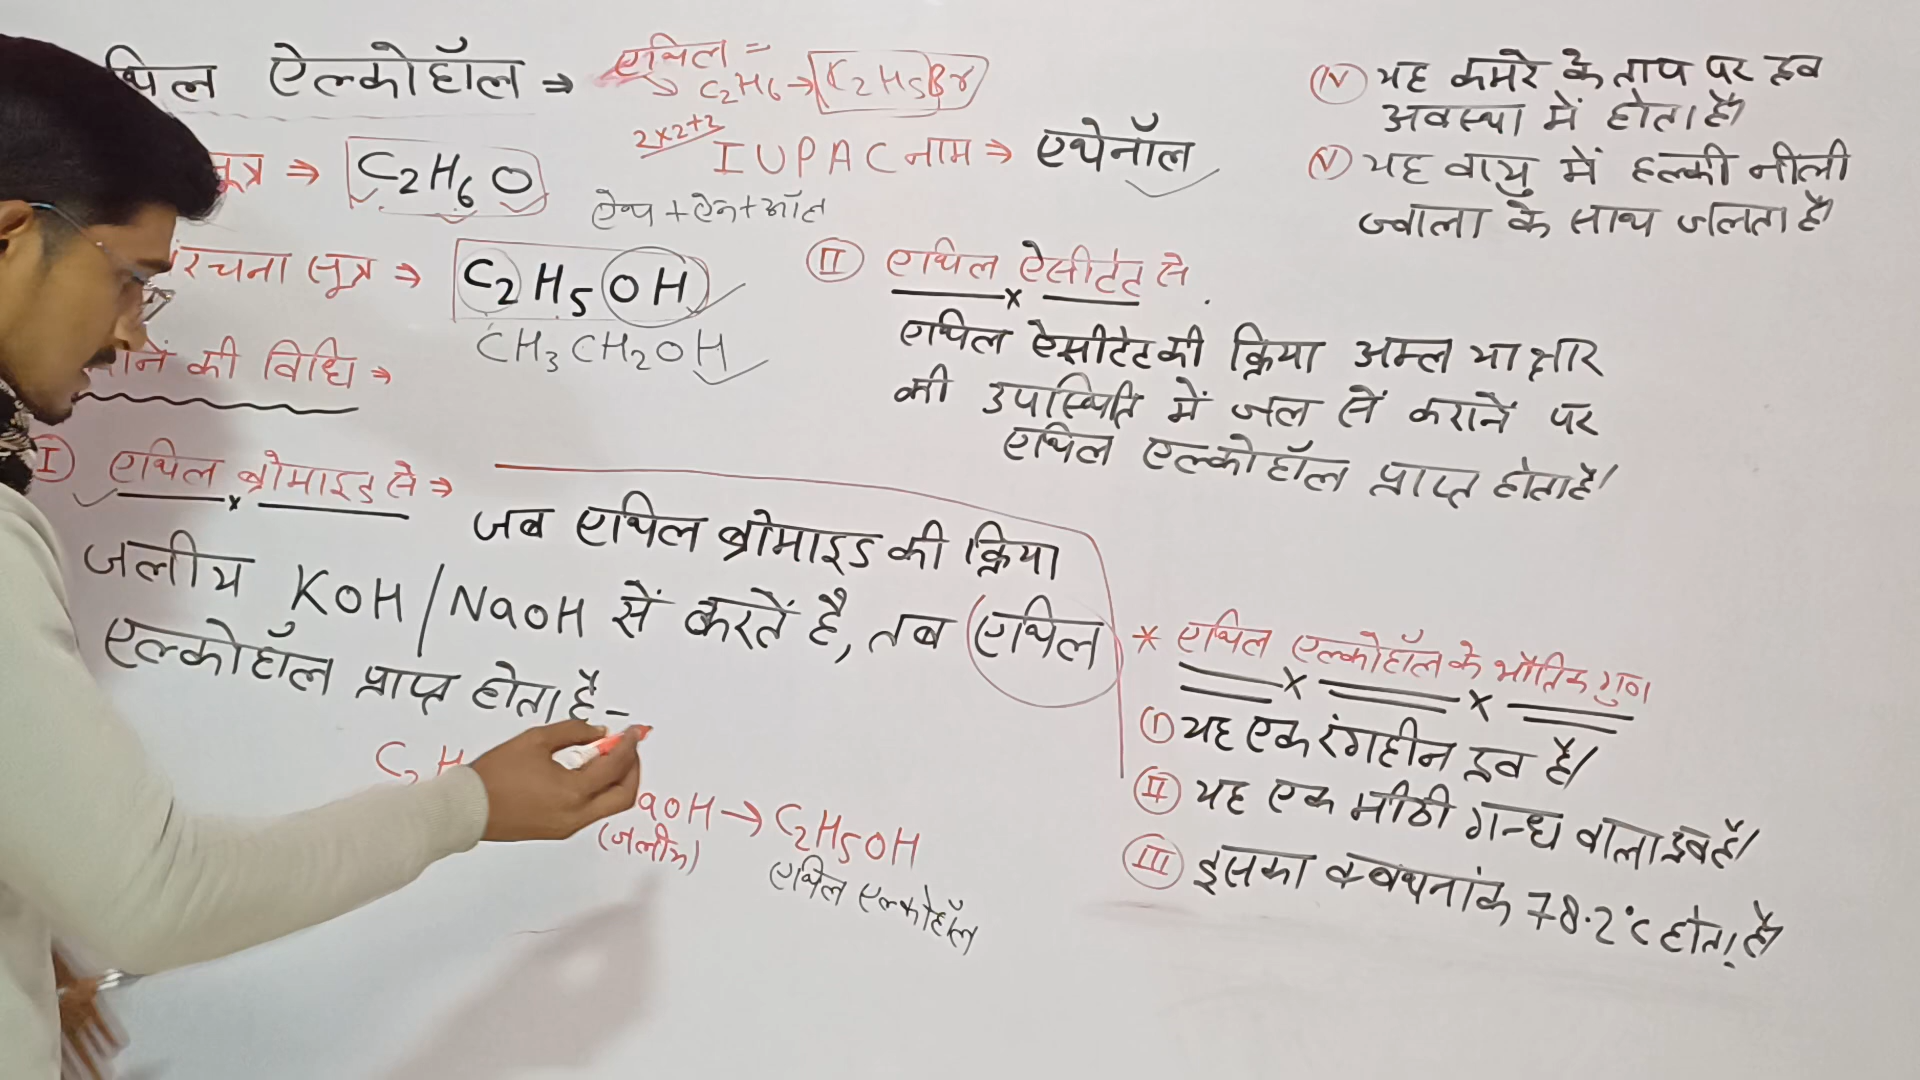 ऐल्कोहॉल ⇒
एथिल =
C2H6→ C2H5Br
2x2+2
IUPAC नाम ⇒ एथेनॉल
सूत्र ⇒ C2H6O
ऐथ + ऐन + ऑल
संरचना सूत्र ⇒ C2H5OH
CH3CH2OH
की विधि ⇒
(I) एथिल ब्रोमाइड से ⇒
जब एथिल ब्रोमाइड की क्रिया
जलीय KOH/NaOH सें करतें है, तब एथिल
एल्कोहॉल प्राप्त होता है–
C2H
aOH → C2H5OH
(जलीय)
एथिल एल्कोहॉल
(II) एथिल ऐसीटेट से.
एथिल ऐसीटेट की क्रिया अम्ल या क्षार
की उपस्थिति में जल सें करानें पर
एथिल एल्कोहॉल प्राप्त होता है।
* एथिल एल्कोहॉल के भौतिक गुण
(I) यह एक रंगहीन द्रव है।
(II) यह एक मीठी गन्ध वाला द्रव है।
(III) इसका क्वथनांक 78.2°C होता है।
(IV) यह कमरे के ताप पर द्रव
अवस्था में होता है।
(V) यह वायु में हल्की नीली
ज्वाला के साथ जलता है।